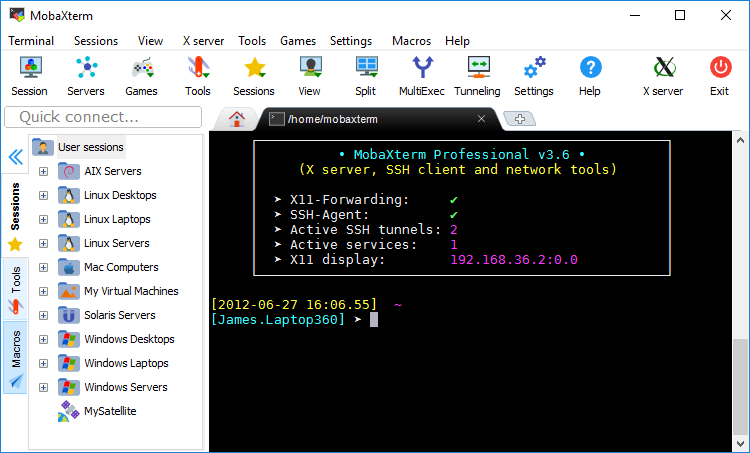 MobaXterm
Terminal Sessions View X server Tools Games Settings Macros Help
Session Servers Games Tools Sessions View Split MultiExec Tunneling Settings Help X server Exit
Quick connect...
/home/mobaxterm
Sessions
Tools
Macros
User sessions
AIX Servers
Linux Desktops
Linux Laptops
Linux Servers
Mac Computers
My Virtual Machines
Solaris Servers
Windows Desktops
Windows Laptops
Windows Servers
MySatellite
• MobaXterm Professional v3.6 •
(X server, SSH client and network tools)
➤ X11-Forwarding: ✔
➤ SSH-Agent: ✔
➤ Active SSH tunnels: 2
➤ Active services: 1
➤ X11 display: 192.168.36.2:0.0
[2012-06-27 16:06.55] ~
[James.Laptop360] ➤